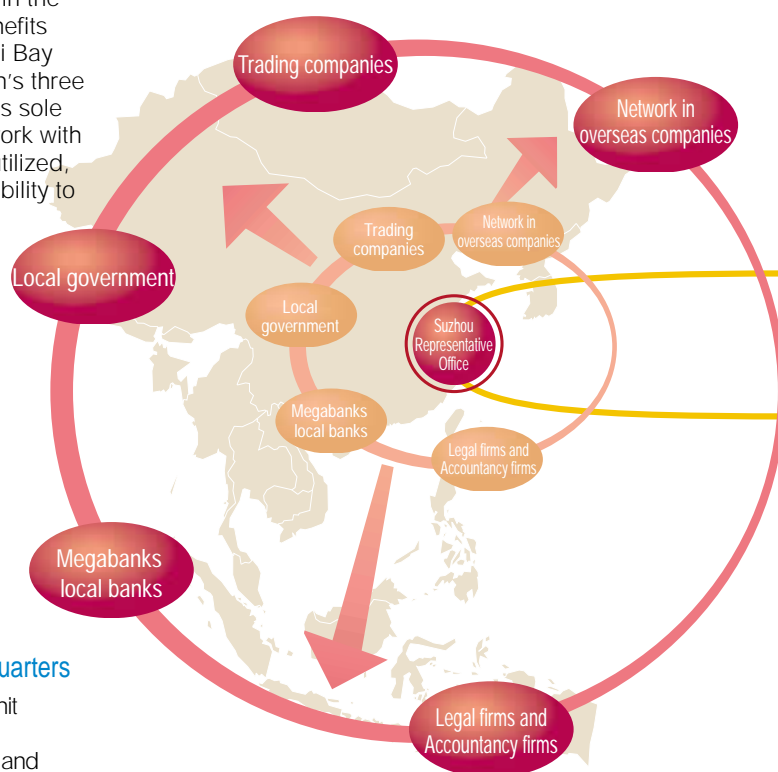 in the
nefits
i Bay
n's three
s sole
ork with
tilized,
bility to
Trading companies
Network in
overseas companies
Local government
Trading
companies
Network in
overseas companies
Local
government
Suzhou
Representative
Office
Megabanks
local banks
Legal firms and
Accountancy firms
Megabanks
local banks
Legal firms and
Accountancy firms
uarters
nit
and